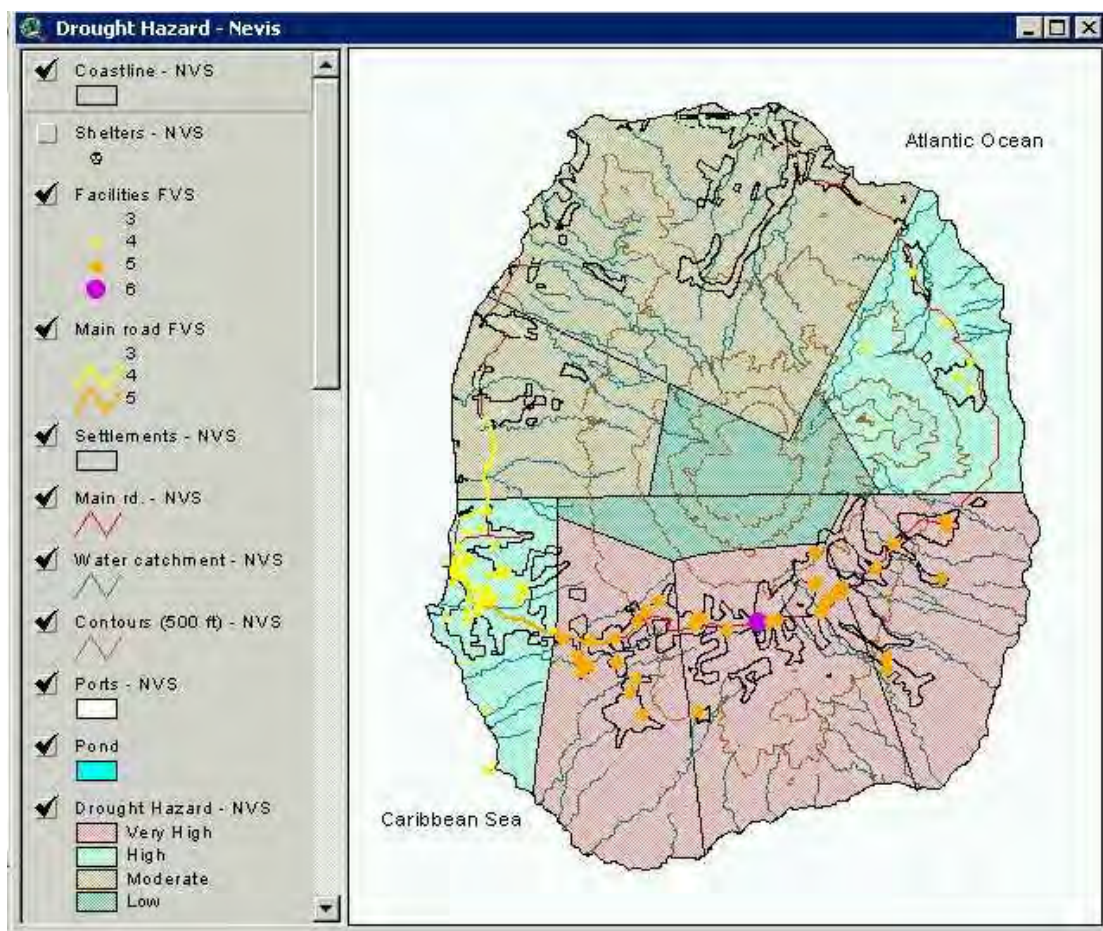 Drought Hazard - Nevis
Coastline - NVS
Shelters - NVS
Facilities FVS
3
4
5
6
Main road FVS
3
4
5
Settlements - NVS
Main rd. - NVS
Water catchment - NVS
Contours (500 ft) - NVS
Ports - NVS
Pond
Drought Hazard - NVS
Very High
High
Moderate
Low
Atlantic Ocean
Caribbean Sea